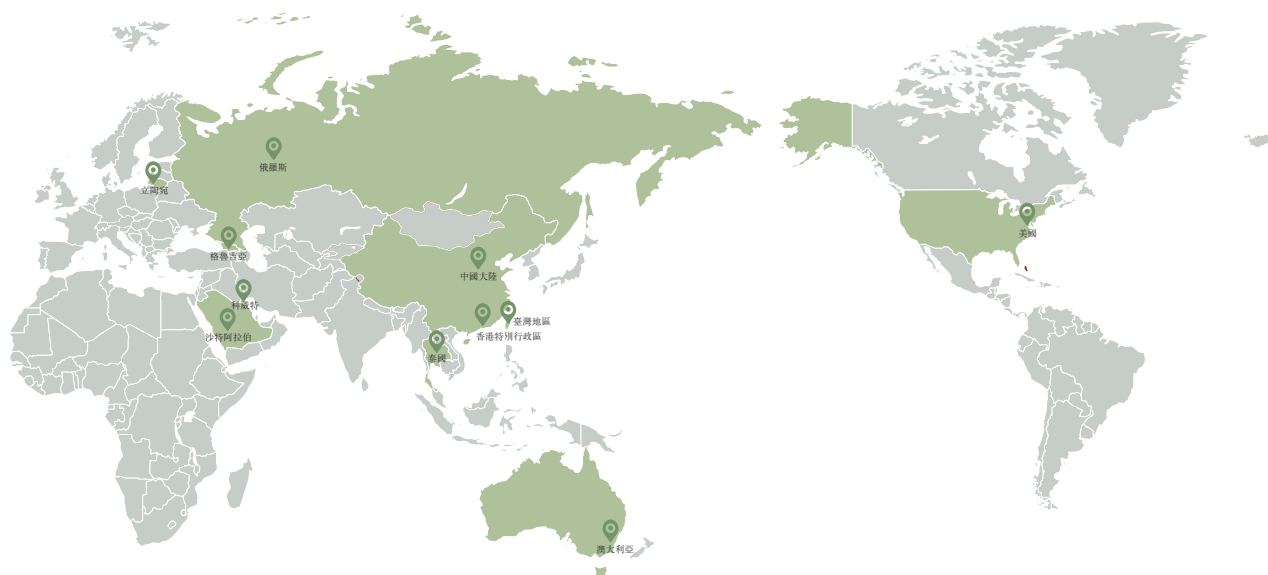 俄羅斯
立陶宛
美國
格魯吉亞
中國大陸
科威特
臺灣地區
沙特阿拉伯
香港特別行政區
泰國
澳大利亞